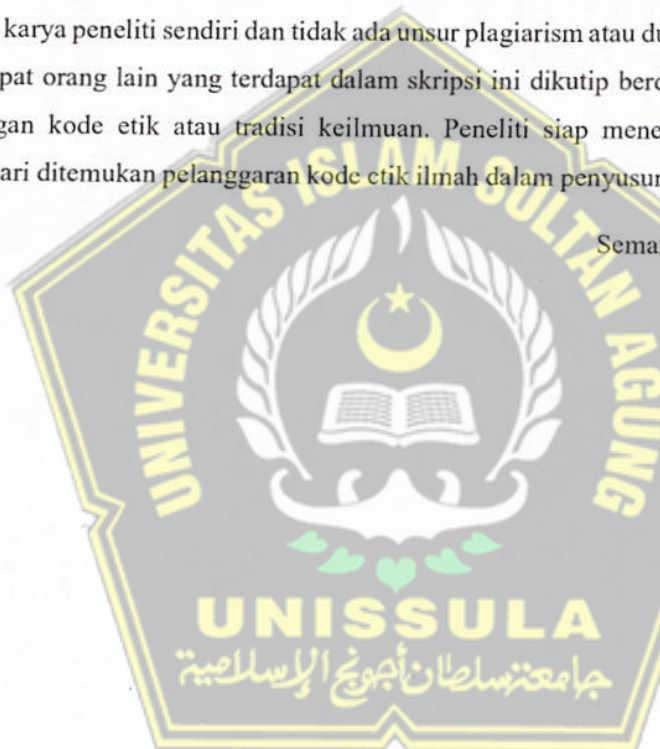 karya peneliti sendiri dan tidak ada unsur plagiarism atau du
pat orang lain yang terdapat dalam skripsi ini dikutip berd
gan kode etik atau tradisi keilmuan. Peneliti siap mene
ari ditemukan pelanggaran kode etik ilmah dalam penyusun
Sema
UNIVERSITAS ISLAM SULTAN AGUNG
UNISSULA
جامعة سلطان أجونج الإسلامية